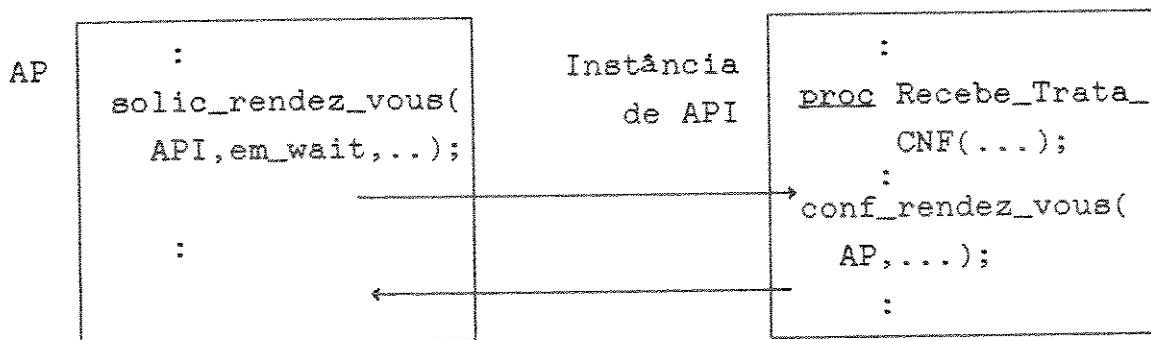 AP
:
solic_rendez_vous(
API,em_wait,..);
:
Instância
de API
:
proc Recebe_Trata_
CNF(...);
:
conf_rendez_vous(
AP,...);
: